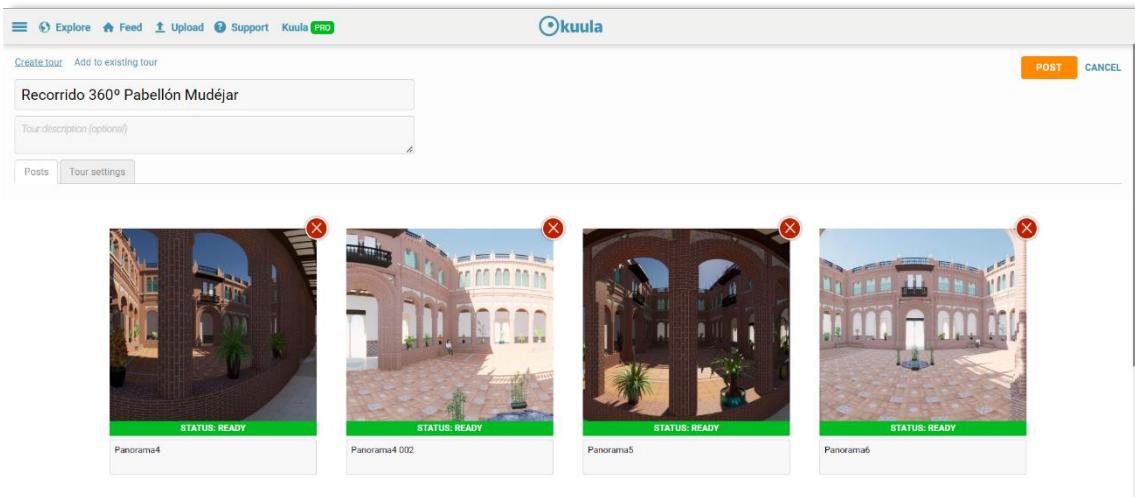 Explore Feed Upload Support Kuula PRO
kuula
Create tour Add to existing tour
POST CANCEL
Recorrido 360º Pabellón Mudéjar
Tour description (optional)
Posts Tour settings
STATUS: READY STATUS: READY STATUS: READY STATUS: READY
Panorama4 Panorama4 002 Panorama5 Panorama6